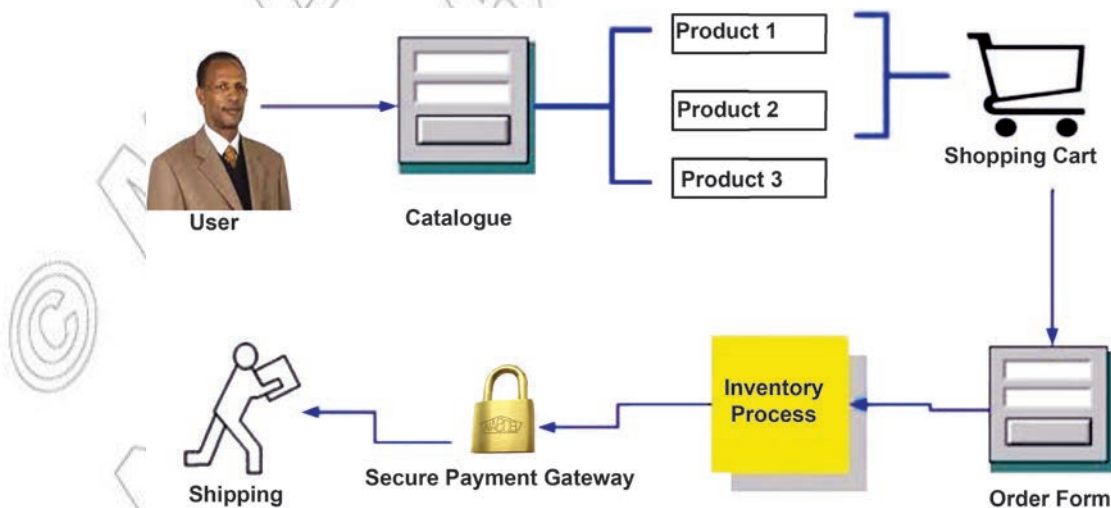 Product 1
Product 2
Product 3
User
Catalogue
Shopping Cart
Inventory
Process
Shipping
Secure Payment Gateway
Order Form